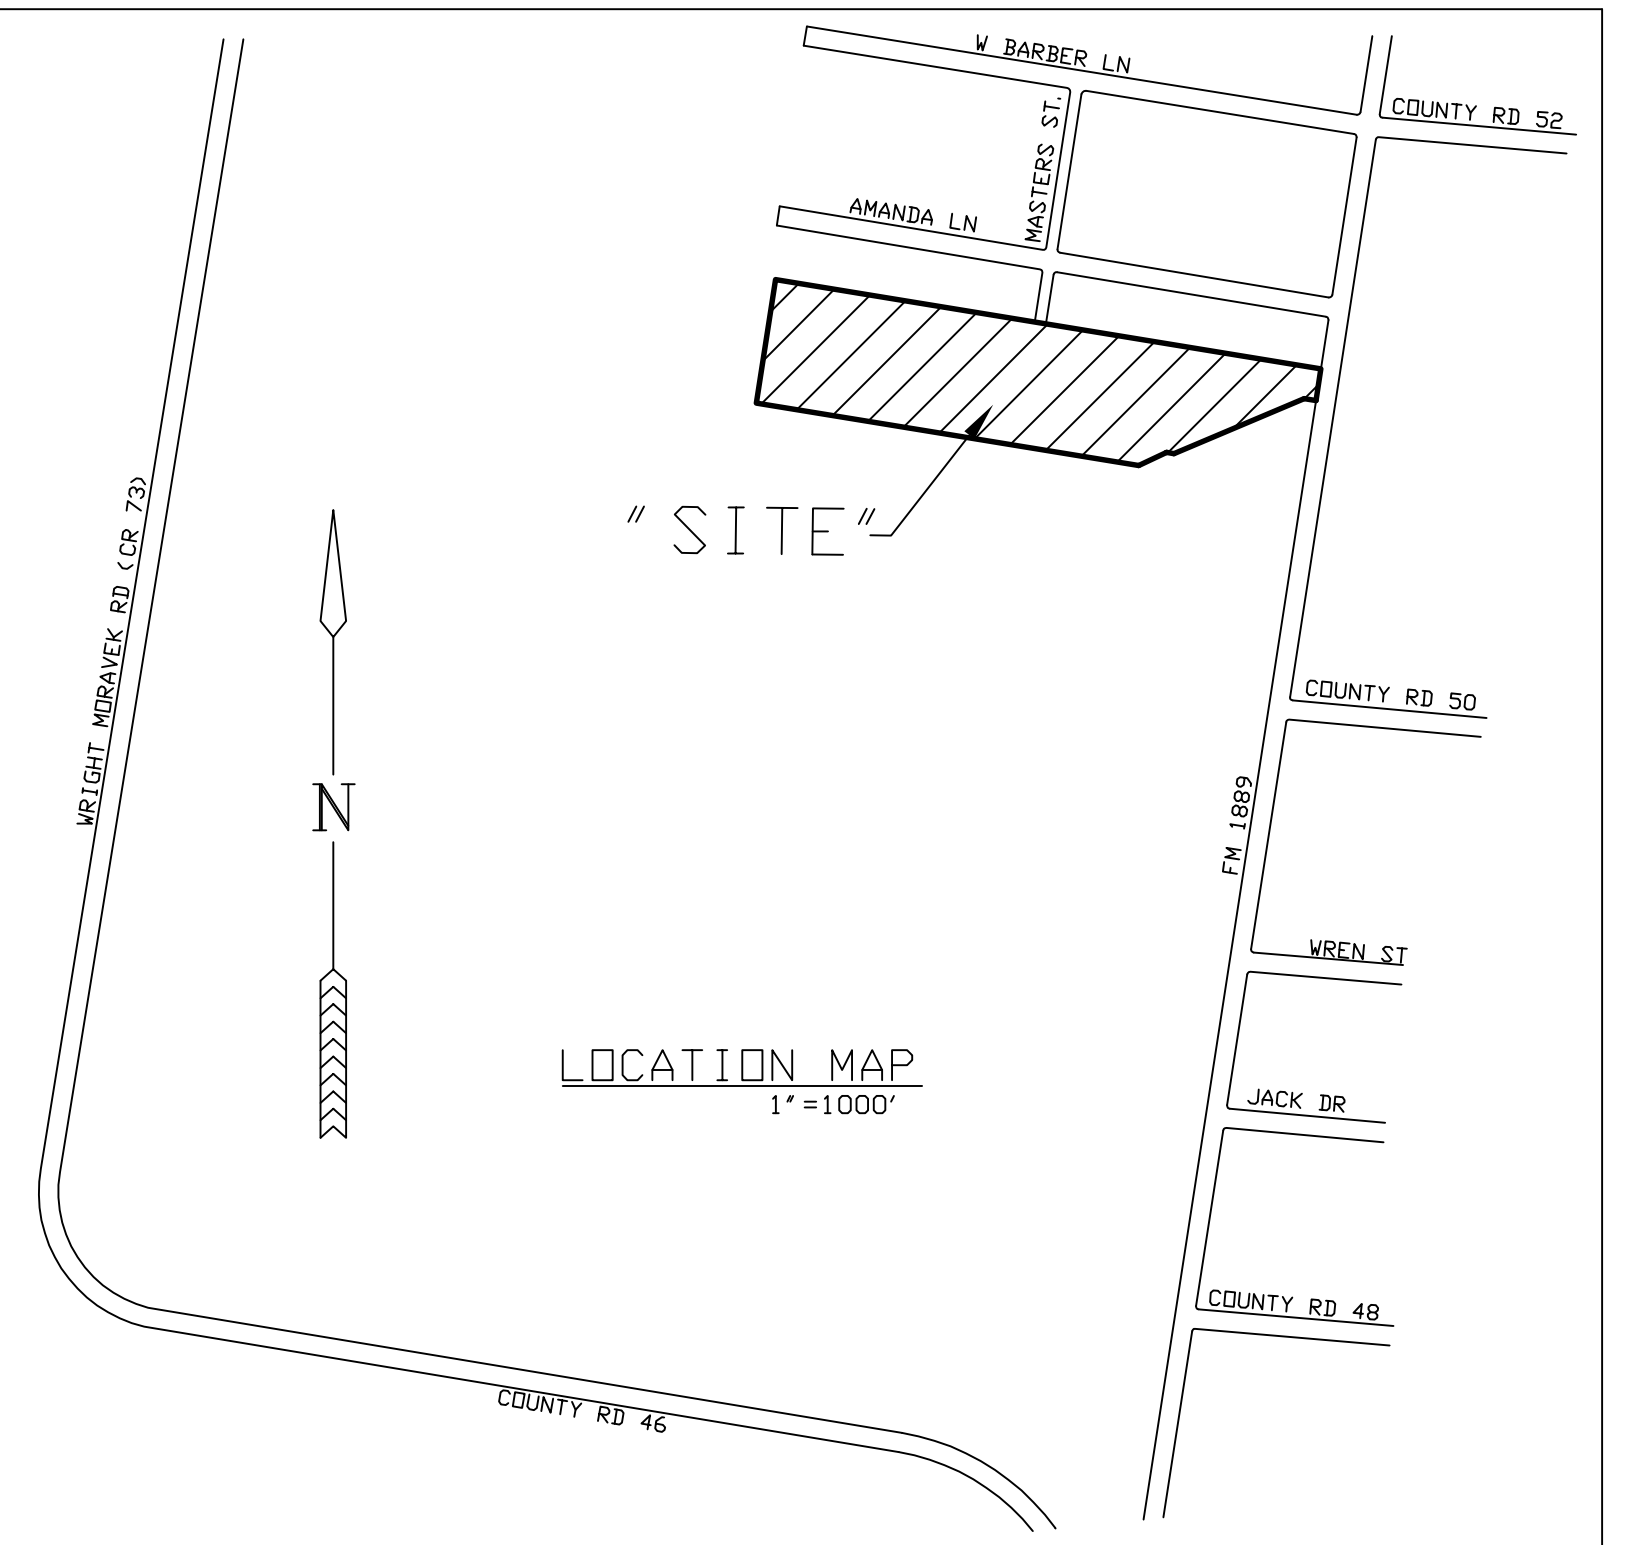 W BARBER LN
COUNTY RD 52
MASTERS ST.
AMANDA LN
"SITE"
WRIGHT MORAVEK RD (CR 73)
COUNTY RD 50
N
FM 1889
WREN ST
LOCATION MAP
1"=1000'
JACK DR
COUNTY RD 48
COUNTY RD 46